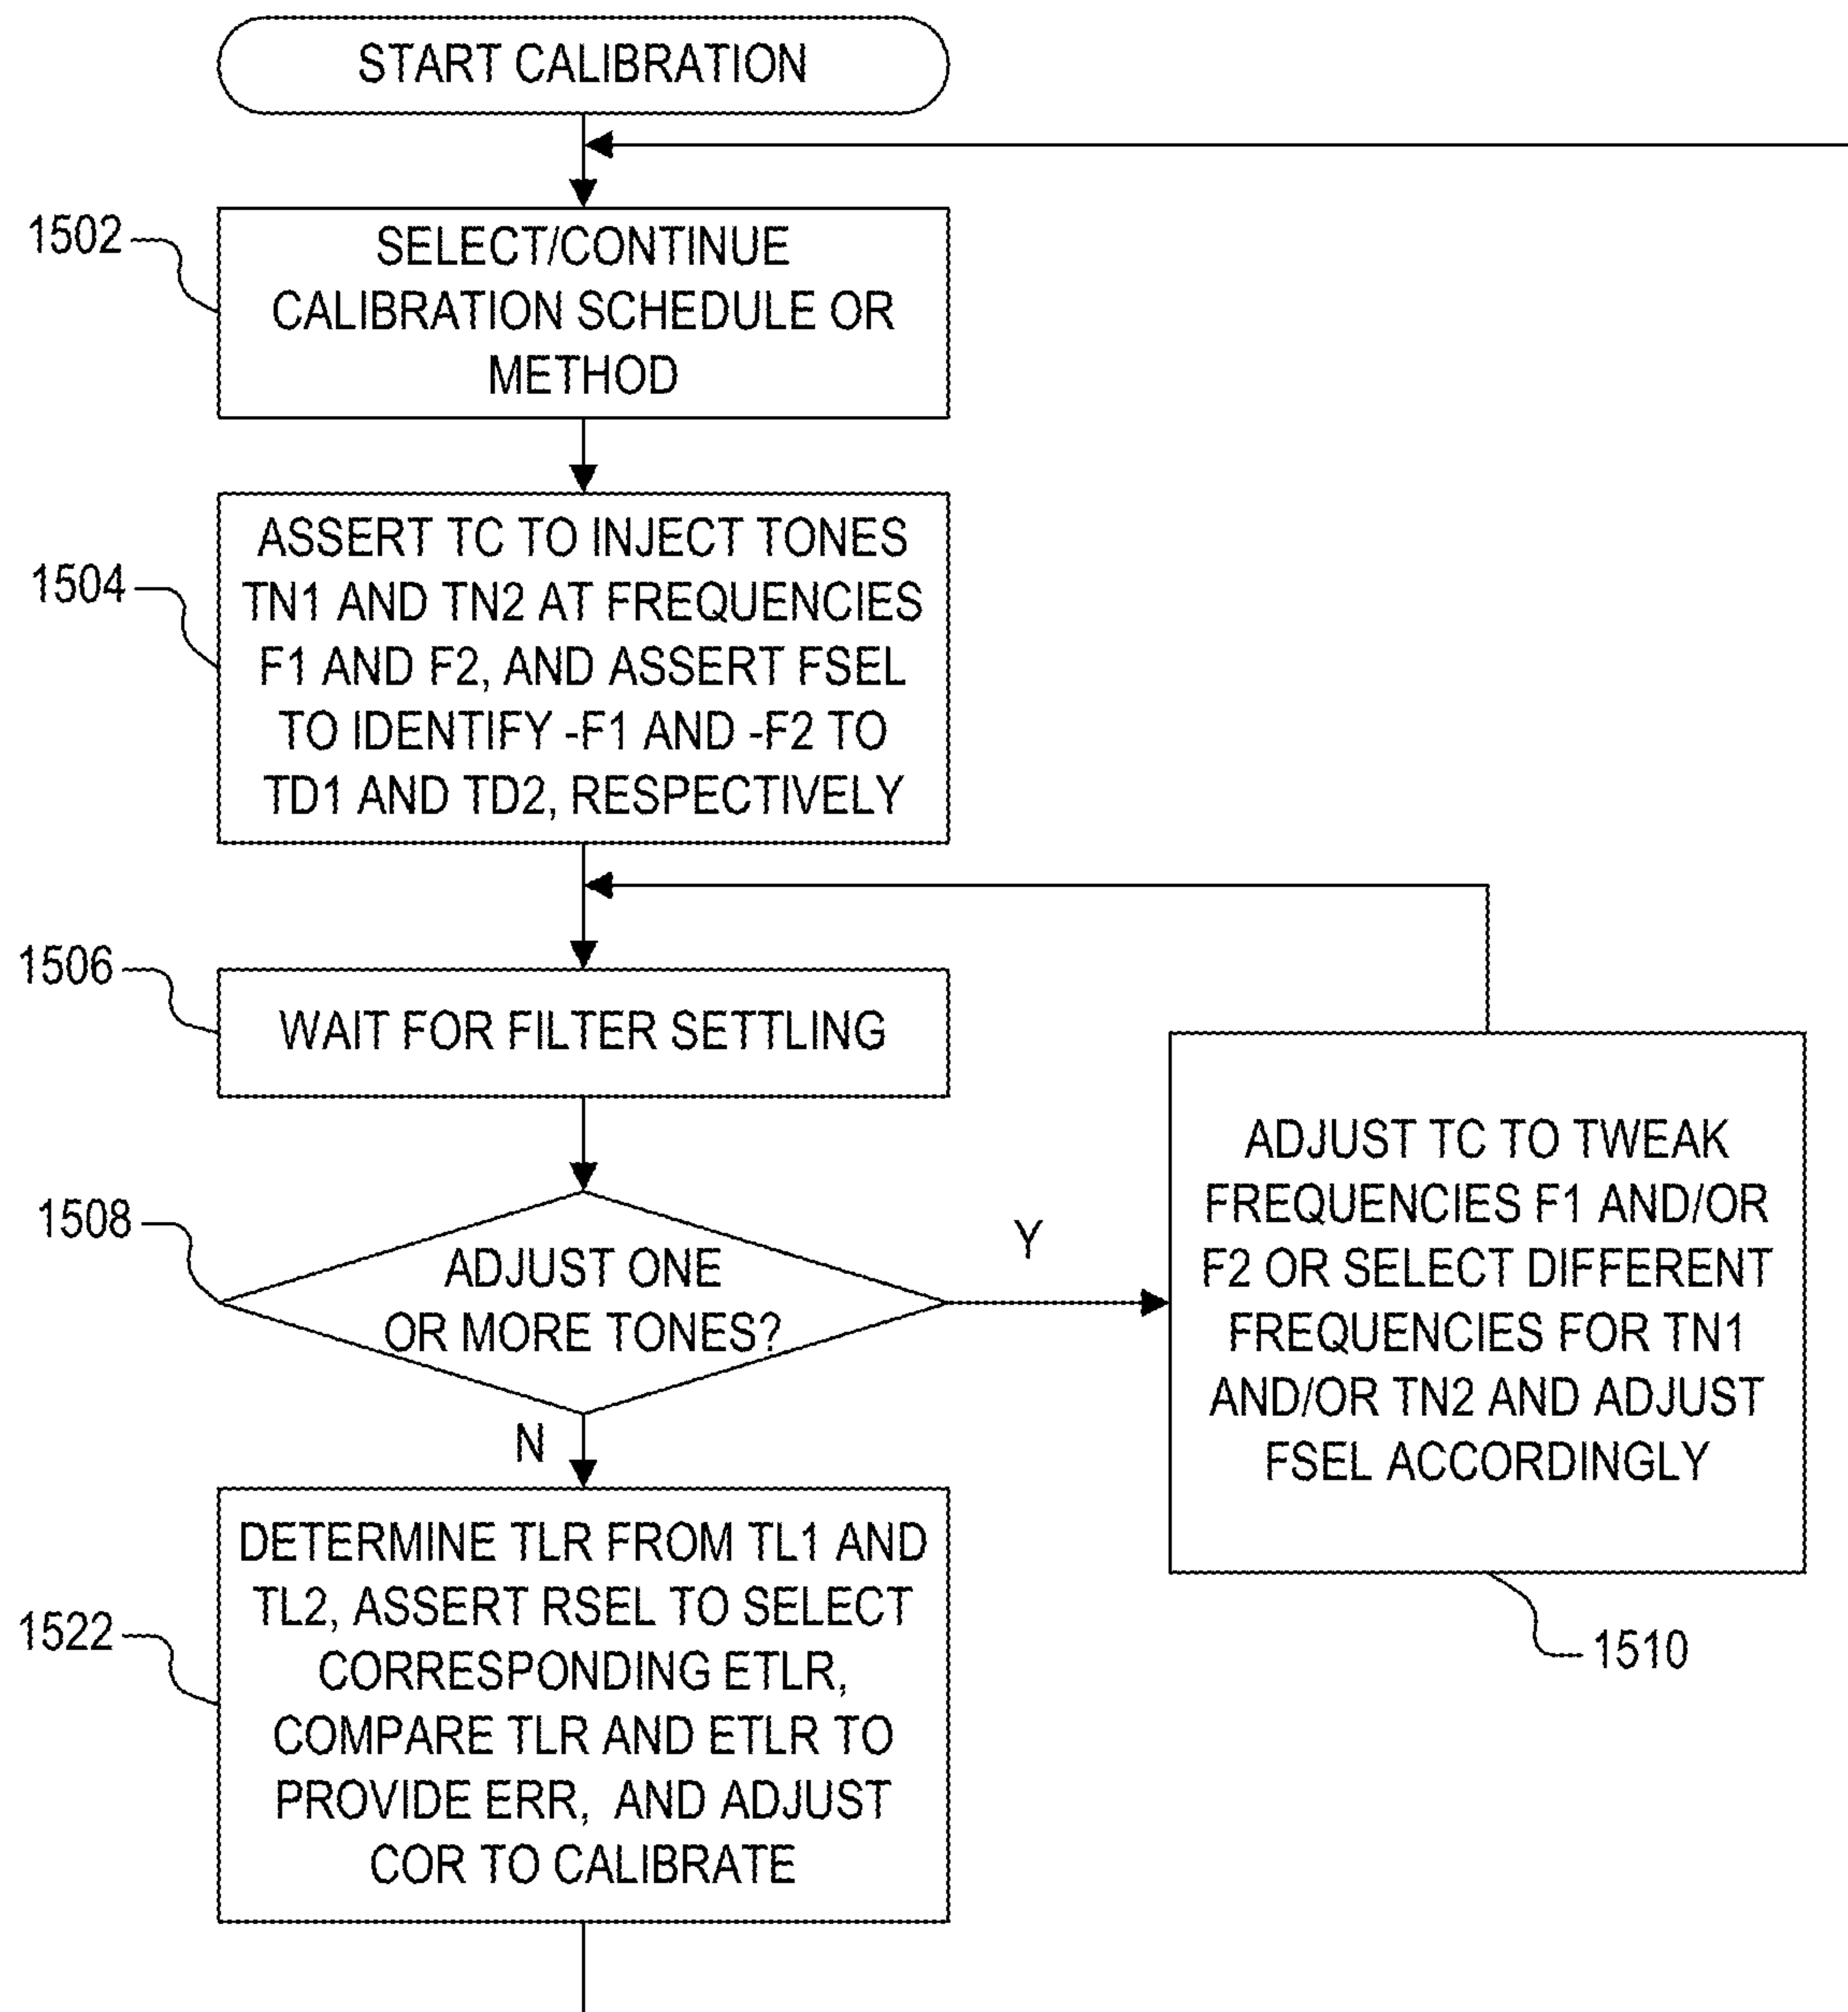 START CALIBRATION
1502
SELECT/CONTINUE
CALIBRATION SCHEDULE OR
METHOD
1504
ASSERT TC TO INJECT TONES
TN1 AND TN2 AT FREQUENCIES
F1 AND F2, AND ASSERT FSEL
TO IDENTIFY -F1 AND -F2 TO
TD1 AND TD2, RESPECTIVELY
1506
WAIT FOR FILTER SETTLING
1508
ADJUST ONE
OR MORE TONES?
Y
N
ADJUST TC TO TWEAK
FREQUENCIES F1 AND/OR
F2 OR SELECT DIFFERENT
FREQUENCIES FOR TN1
AND/OR TN2 AND ADJUST
FSEL ACCORDINGLY
1510
1522
DETERMINE TLR FROM TL1 AND
TL2, ASSERT RSEL TO SELECT
CORRESPONDING ETLR,
COMPARE TLR AND ETLR TO
PROVIDE ERR, AND ADJUST
COR TO CALIBRATE